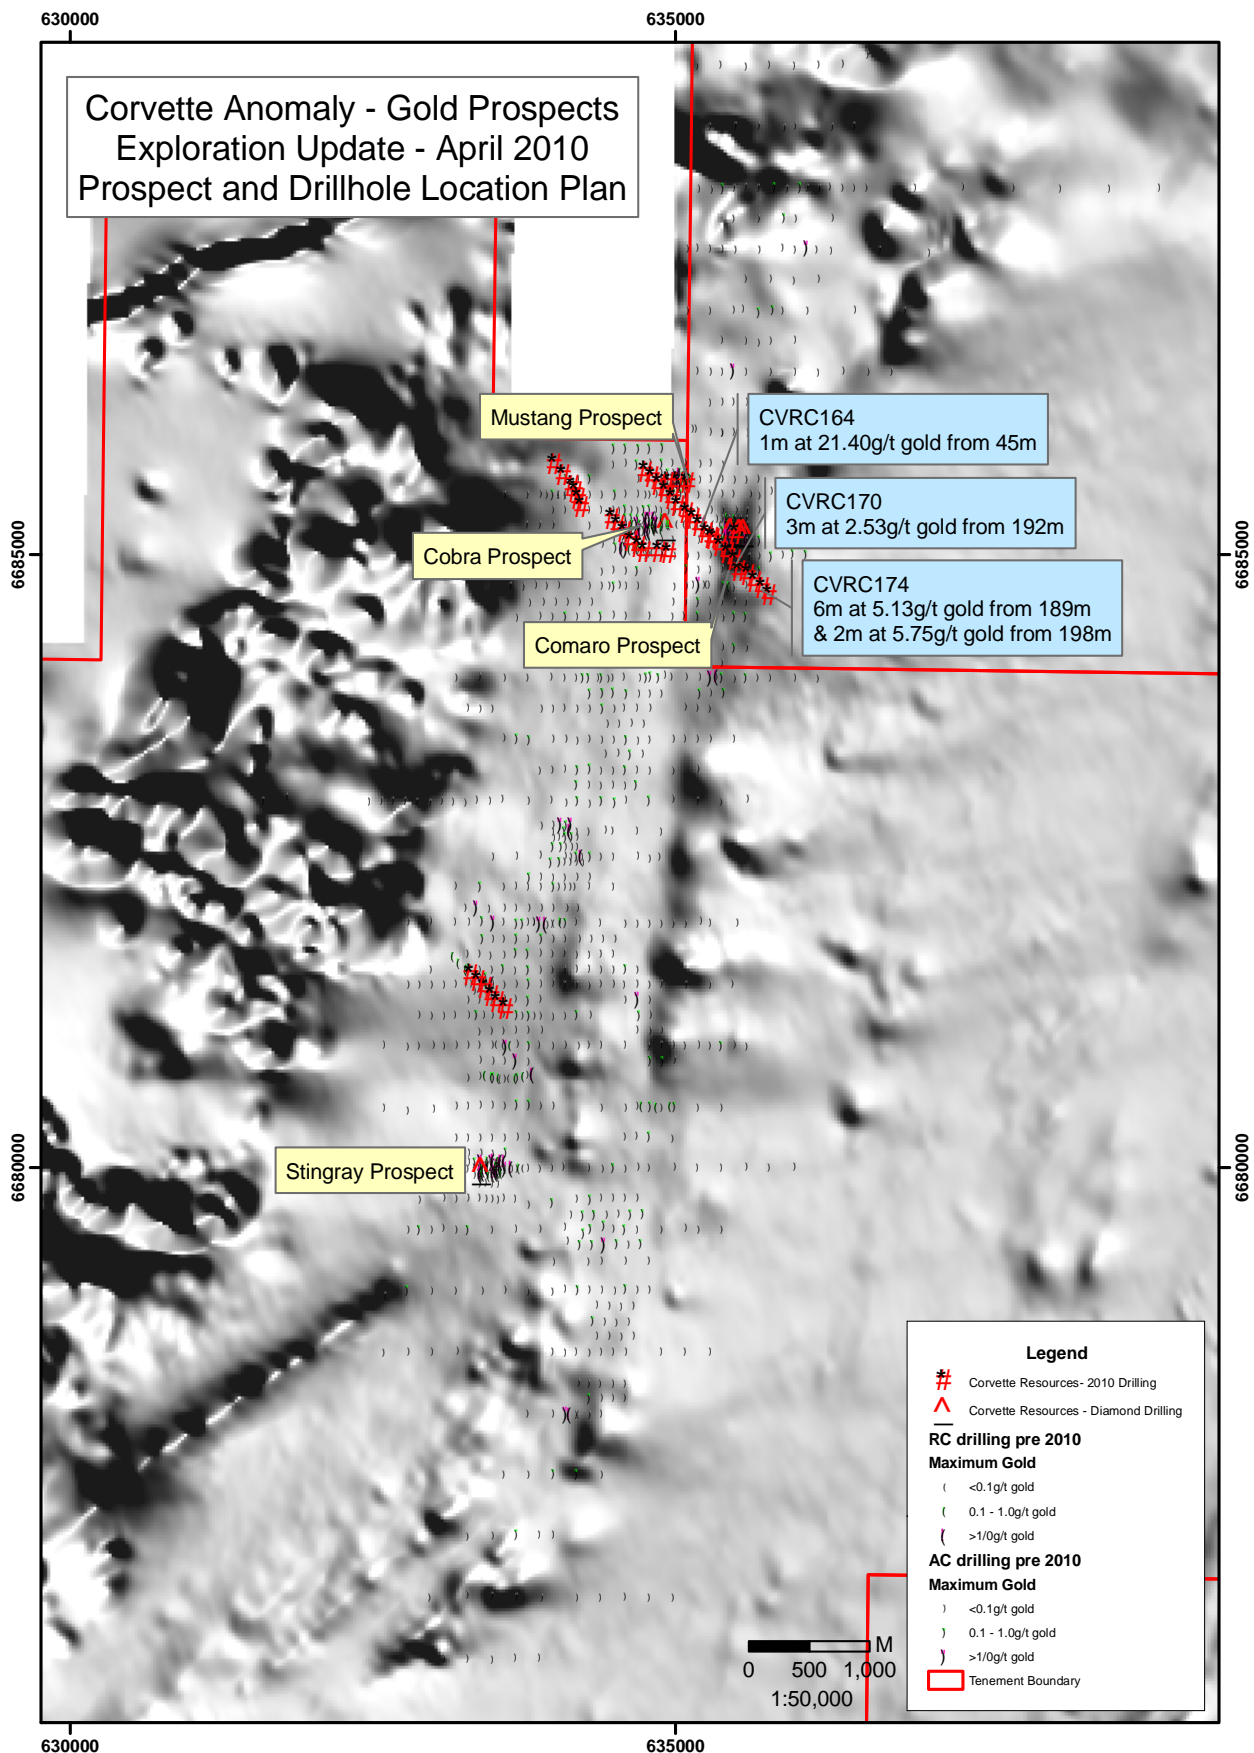 630000
635000
Corvette Anomaly - Gold Prospects
Exploration Update - April 2010
Prospect and Drillhole Location Plan
Mustang Prospect
CVRC164
1m at 21.40g/t gold from 45m
CVRC170
3m at 2.53g/t gold from 192m
Cobra Prospect
6685000
6685000
CVRC174
6m at 5.13g/t gold from 189m
& 2m at 5.75g/t gold from 198m
Comaro Prospect
Stingray Prospect
6680000
6680000
Legend
Corvette Resources- 2010 Drilling
Corvette Resources - Diamond Drilling
RC drilling pre 2010
Maximum Gold
<0.1g/t gold
0.1 - 1.0g/t gold
>1/0g/t gold
AC drilling pre 2010
Maximum Gold
<0.1g/t gold
0.1 - 1.0g/t gold
>1/0g/t gold
Tenement Boundary
M
0 500 1,000
1:50,000
630000
635000